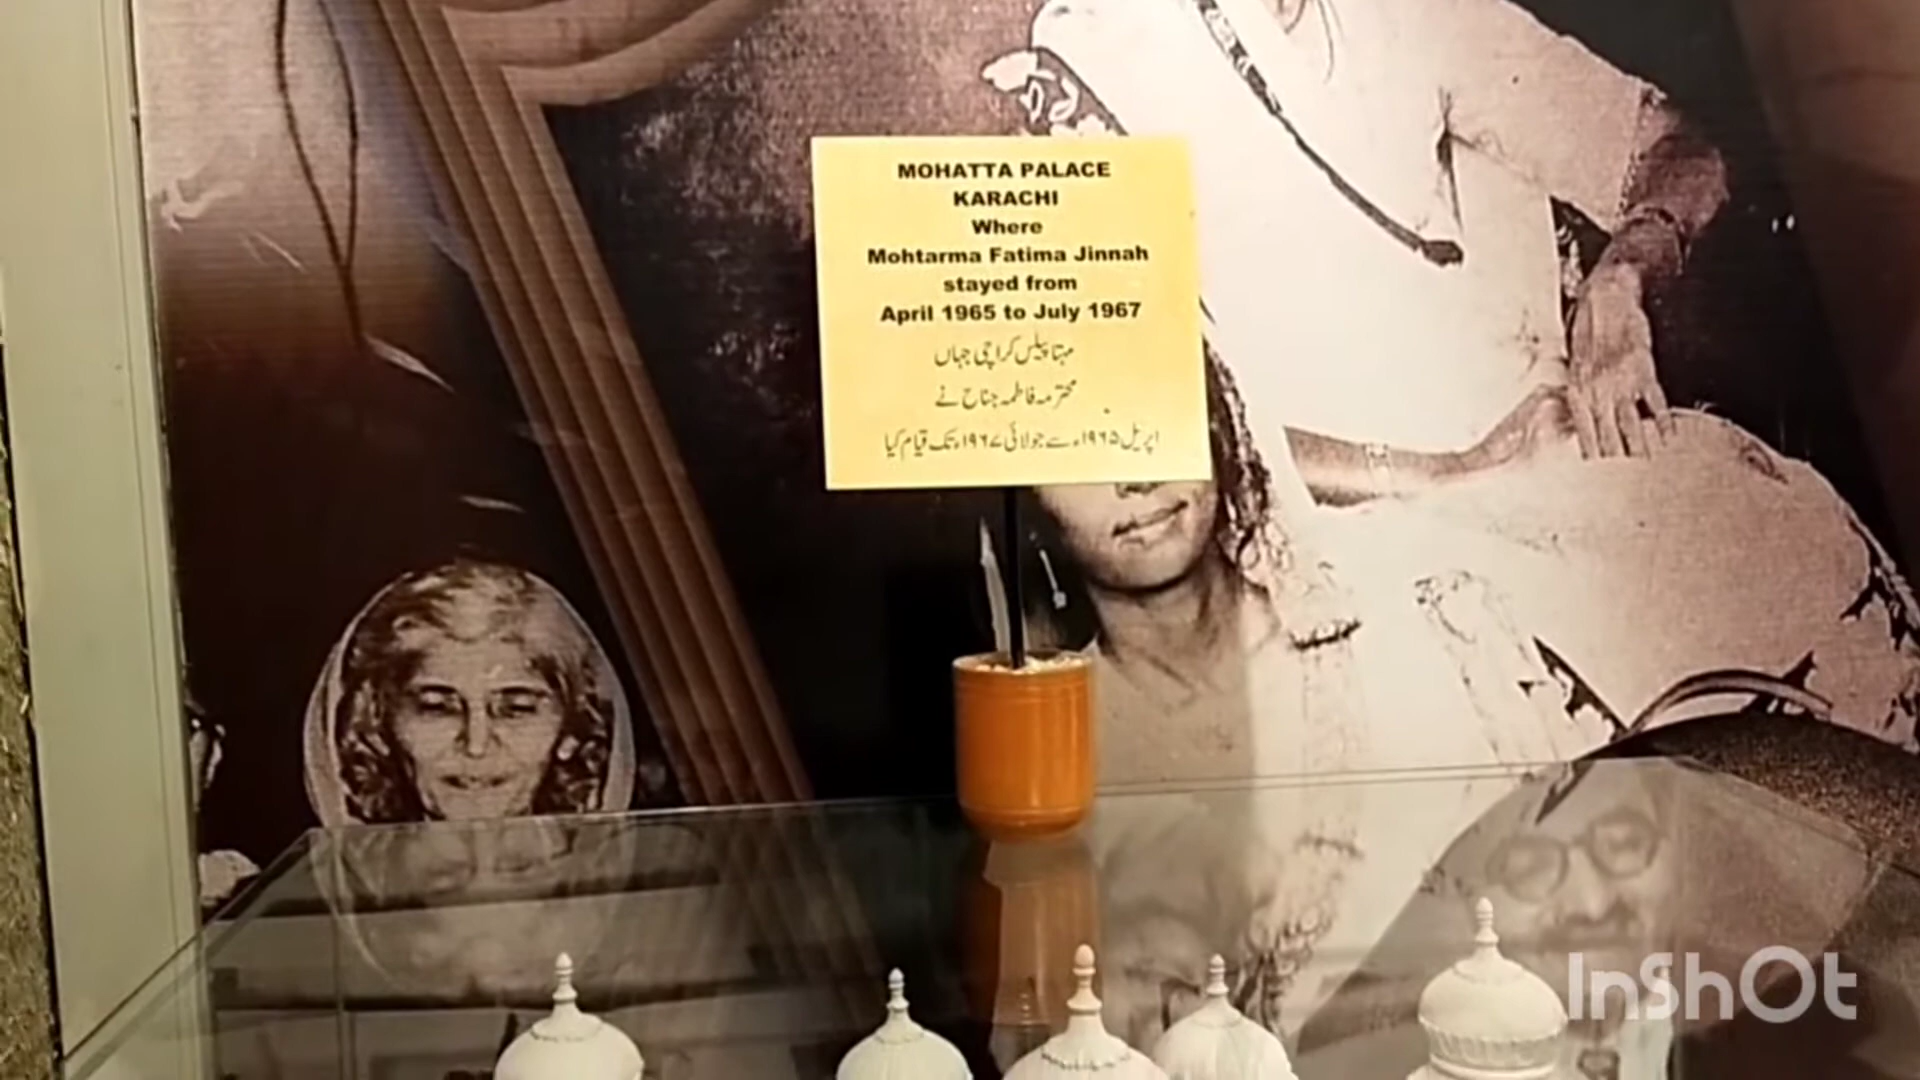 MOHATTA PALACE
KARACHI
Where
Mohtarma Fatima Jinnah
stayed from
April 1965 to July 1967
مہتا پیلس کراچی جہاں
محترمہ فاطمہ جناح نے
اپریل ۱۹۶۵ء سے جولائی ۱۹۶۷ء تک قیام کیا
InShOt